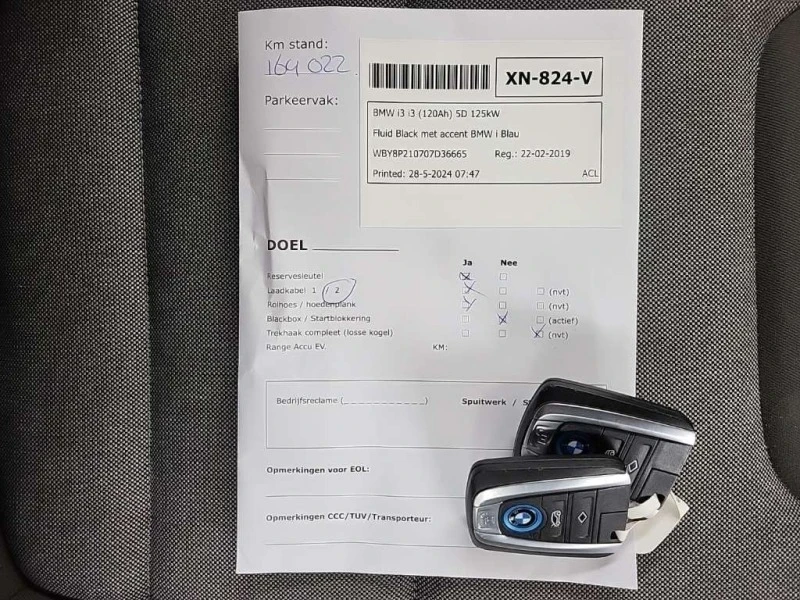 Km stand:
164 022
Parkeervak:
XN-824-V
BMW i3 i3 (120Ah) 5D 125kW
Fluid Black met accent BMW i Blau
WBY8P210707D36665 Reg.: 22-02-2019
Printed: 28-5-2024 07:47 ACL
DOEL
Ja Nee
Reservesleutel
Laadkabel 1 / 2 (nvt)
Rolhoes / hoedenplank (nvt)
Blackbox / Startblokkering (actief)
Trekhaak compleet (losse kogel) (nvt)
Range Accu EV. KM:
Bedrijfsreclame (_ _ _ _ _ _ _ _ _ _ _ _) Spuitwerk /
Opmerkingen voor EOL:
Opmerkingen CCC/TUV/Transporteur: